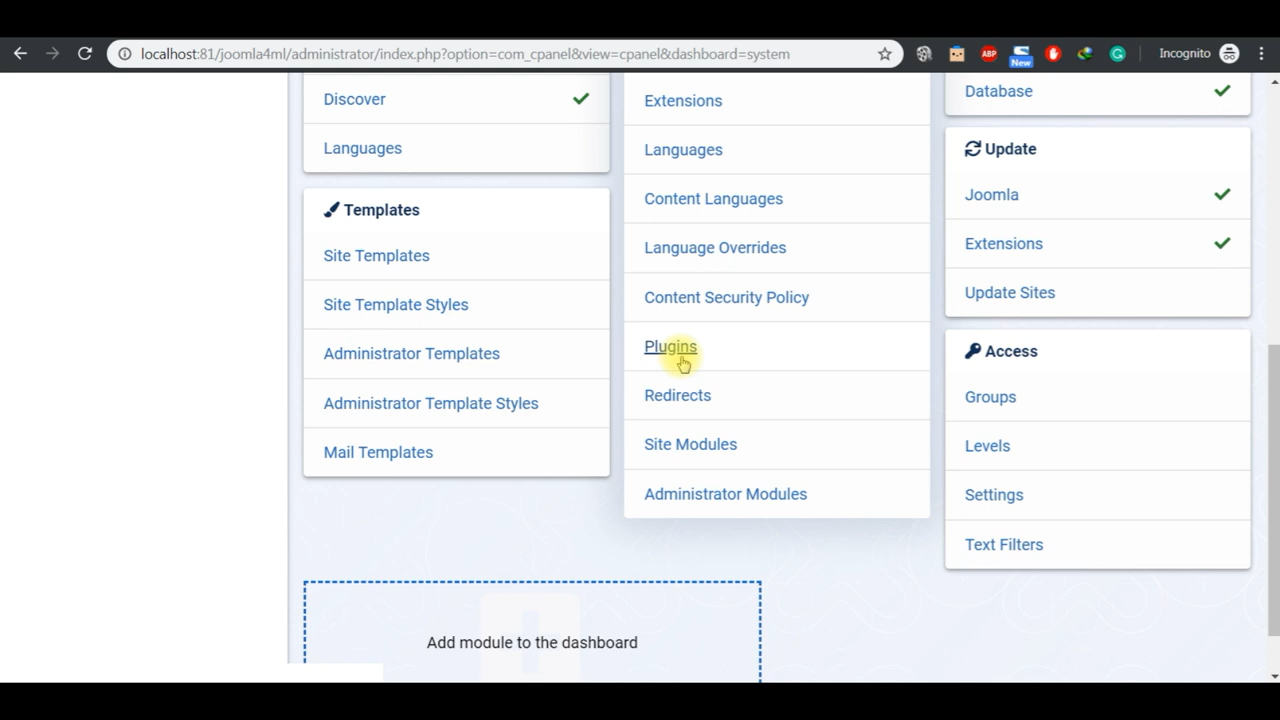 localhost:81/joomla4ml/administrator/index.php?option=com_cpanel&view=cpanel&dashboard=system
ABP
New
Incognito
Discover
Languages
Templates
Site Templates
Site Template Styles
Administrator Templates
Administrator Template Styles
Mail Templates
Extensions
Languages
Content Languages
Language Overrides
Content Security Policy
Plugins
Redirects
Site Modules
Administrator Modules
Database
Update
Joomla
Extensions
Update Sites
Access
Groups
Levels
Settings
Text Filters
Add module to the dashboard